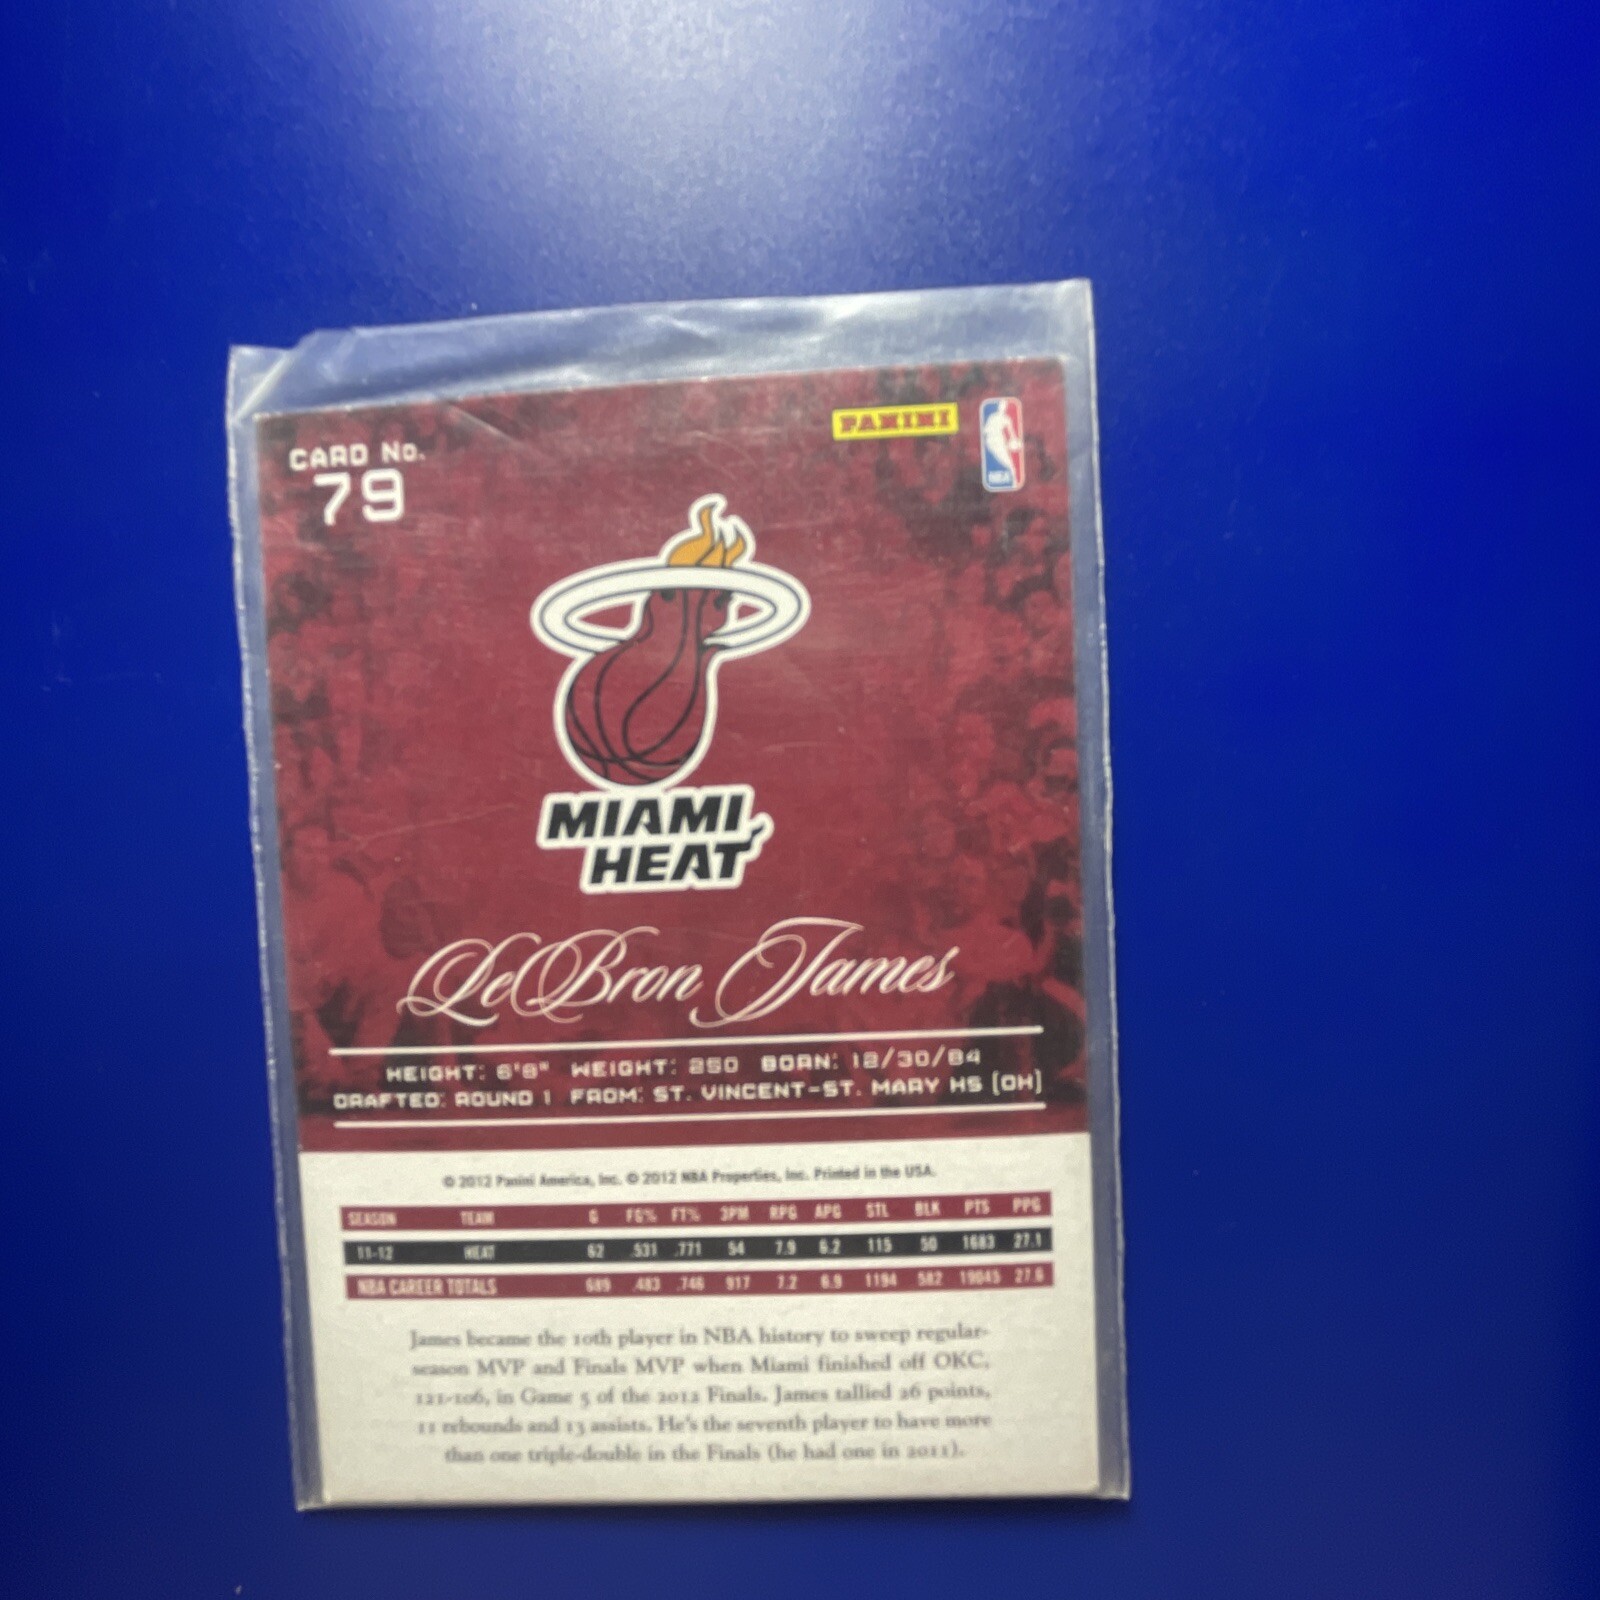 CARD No.
79
PANINI
NBA
MIAMI
HEAT
LeBron James
HEIGHT: 6'8" WEIGHT: 250 BORN: 12/30/84
DRAFTED: ROUND 1 FROM: ST. VINCENT-ST. MARY HS (OH)
© 2012 Panini America, Inc. © 2012 NBA Properties, Inc. Printed in the USA.
SEASON TEAM G FG% FT% 3PM RPG APG STL BLK PTS PPG
11-12 HEAT 62 .531 .771 54 7.9 6.2 115 50 1683 27.1
NBA CAREER TOTALS 689 .483 .746 917 7.2 6.9 1194 582 19045 27.6
James became the 10th player in NBA history to sweep regular-
season MVP and Finals MVP when Miami finished off OKC,
121-106, in Game 5 of the 2012 Finals. James tallied 26 points,
11 rebounds and 13 assists. He's the seventh player to have more
than one triple-double in the Finals (he had one in 2011).